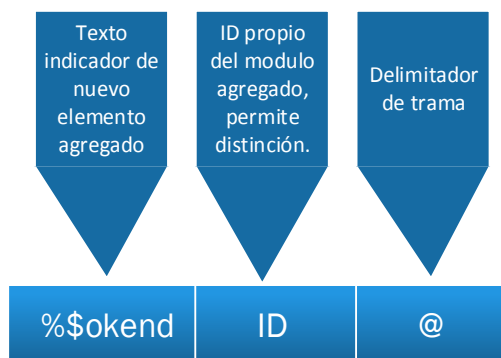 Texto
indicador de
nuevo
elemento
agregado
ID propio
del modulo
agregado,
permite
distinción.
Delimitador
de trama
%$okend
ID
@